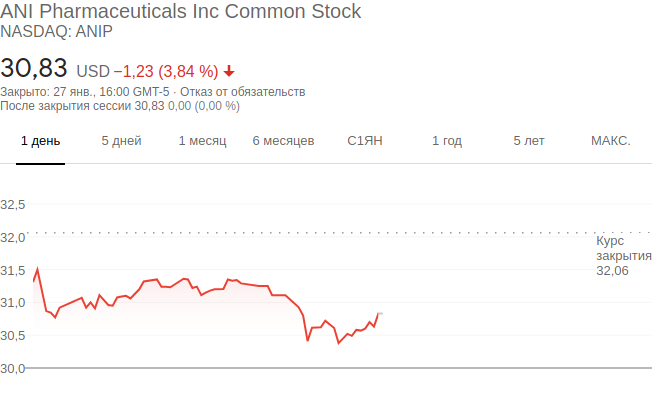 ANI Pharmaceuticals Inc Common Stock
NASDAQ: ANIP
30,83 USD −1,23 (3,84 %)
Закрыто: 27 янв., 16:00 GMT-5 · Отказ от обязательств
После закрытия сессии 30,83 0,00 (0,00 %)
1 день 5 дней 1 месяц 6 месяцев С1ЯН 1 год 5 лет МАКС.
32,5
32,0
Курс
закрытия
32,06
31,5
31,0
30,5
30,0